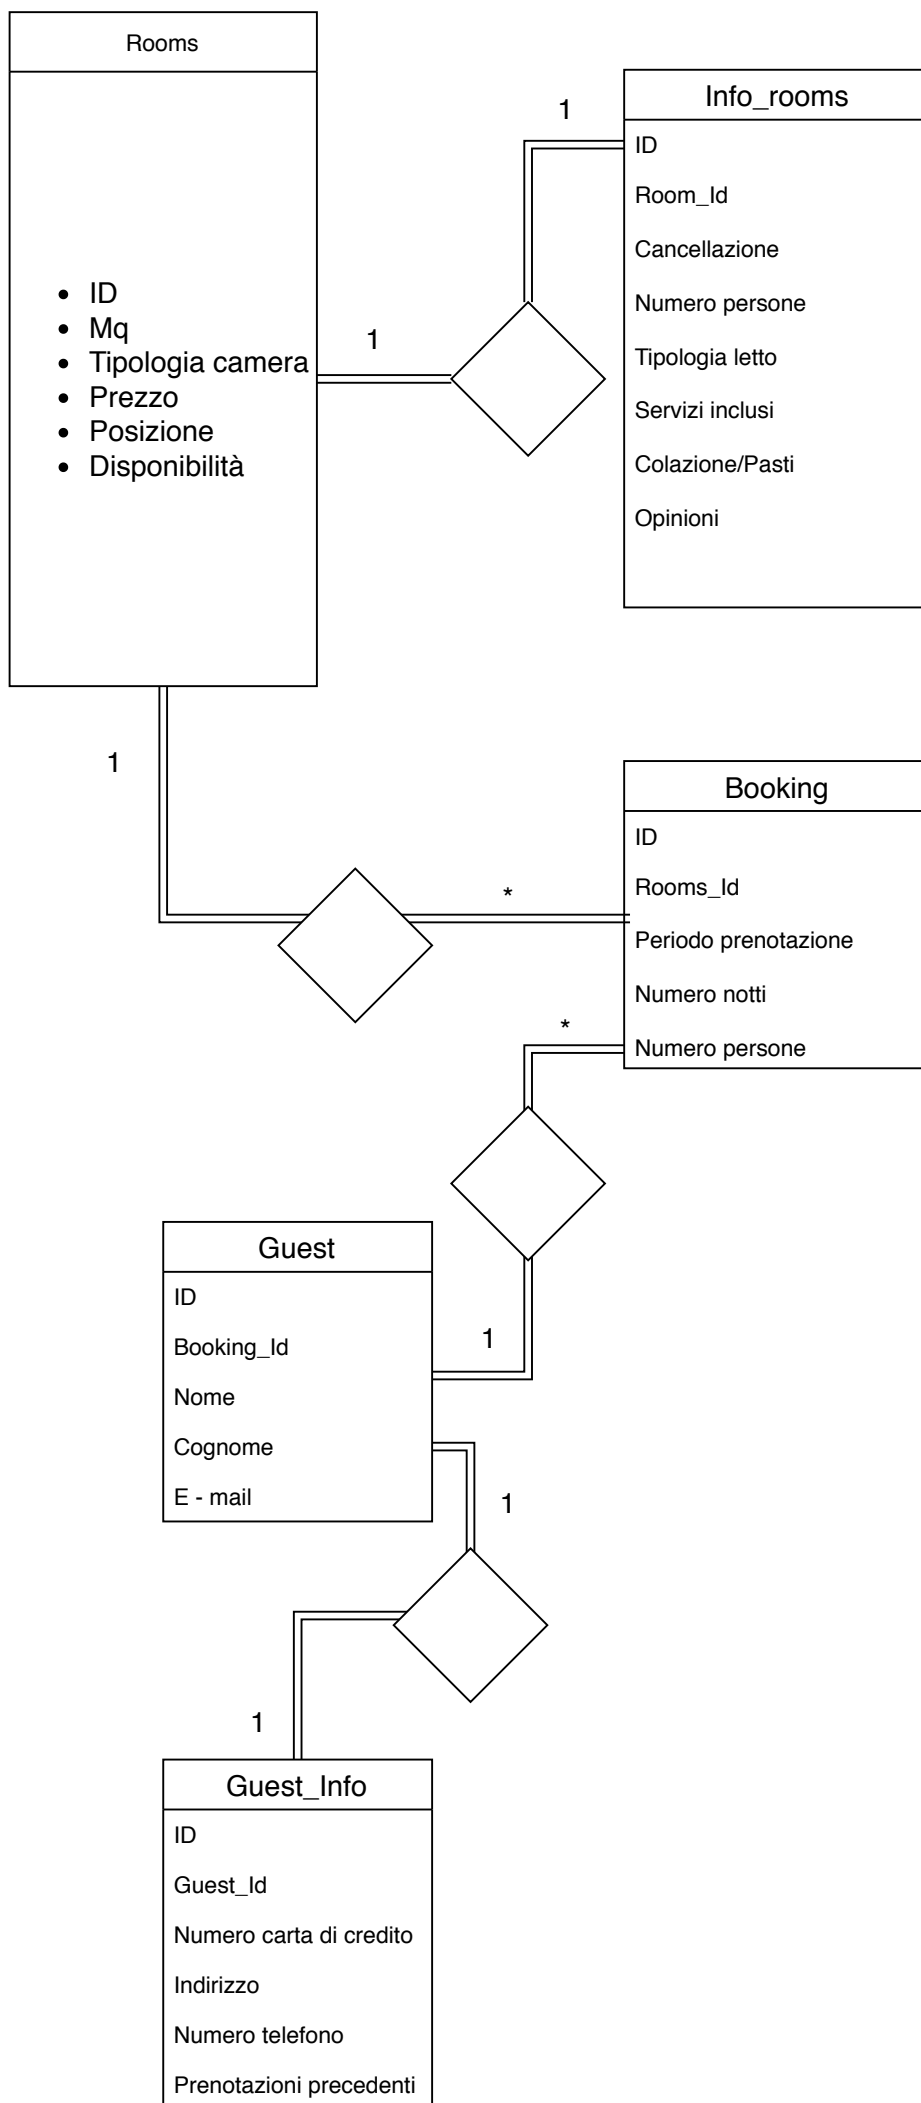 Rooms
• ID
• Mq
• Tipologia camera
• Prezzo
• Posizione
• Disponibilità
1
1
Info_rooms
ID
Room_Id
Cancellazione
Numero persone
Tipologia letto
Servizi inclusi
Colazione/Pasti
Opinioni
1
*
Booking
ID
Rooms_Id
Periodo prenotazione
Numero notti
Numero persone
*
1
Guest
ID
Booking_Id
Nome
Cognome
E - mail
1
1
Guest_Info
ID
Guest_Id
Numero carta di credito
Indirizzo
Numero telefono
Prenotazioni precedenti